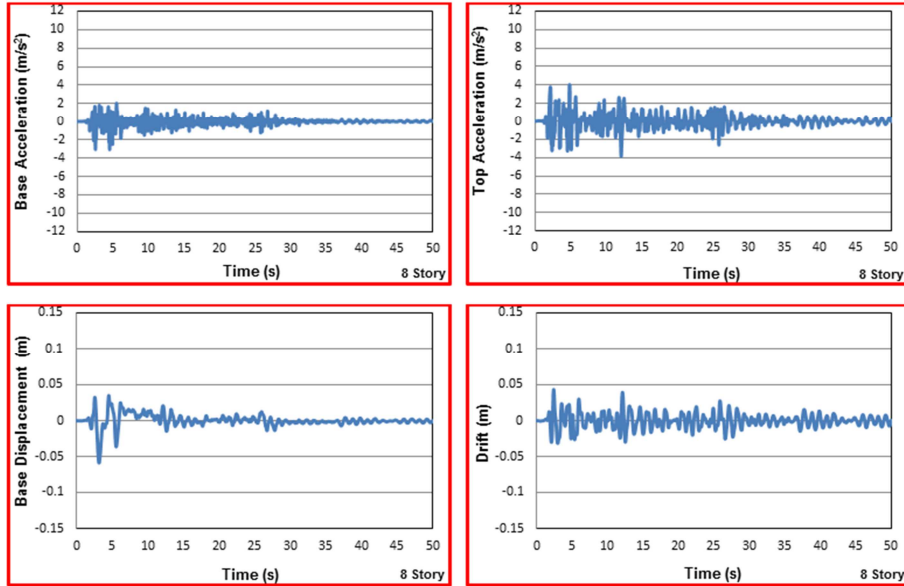 Base Acceleration (m/s²)
12
10
8
6
4
2
0
-2
-4
-6
-8
-10
-12
0 5 10 15 20 25 30 35 40 45 50
Time (s)
8 Story
Top Acceleration (m/s²)
12
10
8
6
4
2
0
-2
-4
-6
-8
-10
-12
0 5 10 15 20 25 30 35 40 45 50
Time (s)
8 Story
Base Displacement (m)
0.15
0.1
0.05
0
-0.05
-0.1
-0.15
0 5 10 15 20 25 30 35 40 45 50
Time (s)
8 Story
Drift (m)
0.15
0.1
0.05
0
-0.05
-0.1
-0.15
0 5 10 15 20 25 30 35 40 45 50
Time (s)
8 Story